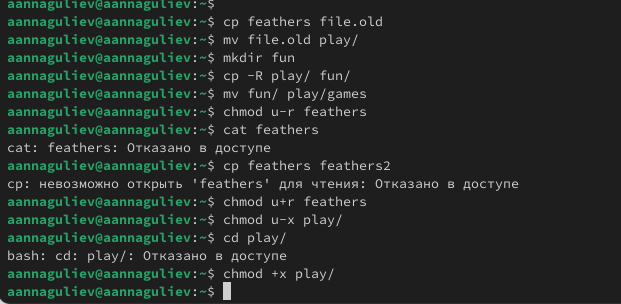 aannaguliev@aannaguliev:~$
aannaguliev@aannaguliev:~$ cp feathers file.old
aannaguliev@aannaguliev:~$ mv file.old play/
aannaguliev@aannaguliev:~$ mkdir fun
aannaguliev@aannaguliev:~$ cp -R play/ fun/
aannaguliev@aannaguliev:~$ mv fun/ play/games
aannaguliev@aannaguliev:~$ chmod u-r feathers
aannaguliev@aannaguliev:~$ cat feathers
cat: feathers: Отказано в доступе
aannaguliev@aannaguliev:~$ cp feathers feathers2
cp: невозможно открыть 'feathers' для чтения: Отказано в доступе
aannaguliev@aannaguliev:~$ chmod u+r feathers
aannaguliev@aannaguliev:~$ chmod u-x play/
aannaguliev@aannaguliev:~$ cd play/
bash: cd: play/: Отказано в доступе
aannaguliev@aannaguliev:~$ chmod +x play/
aannaguliev@aannaguliev:~$